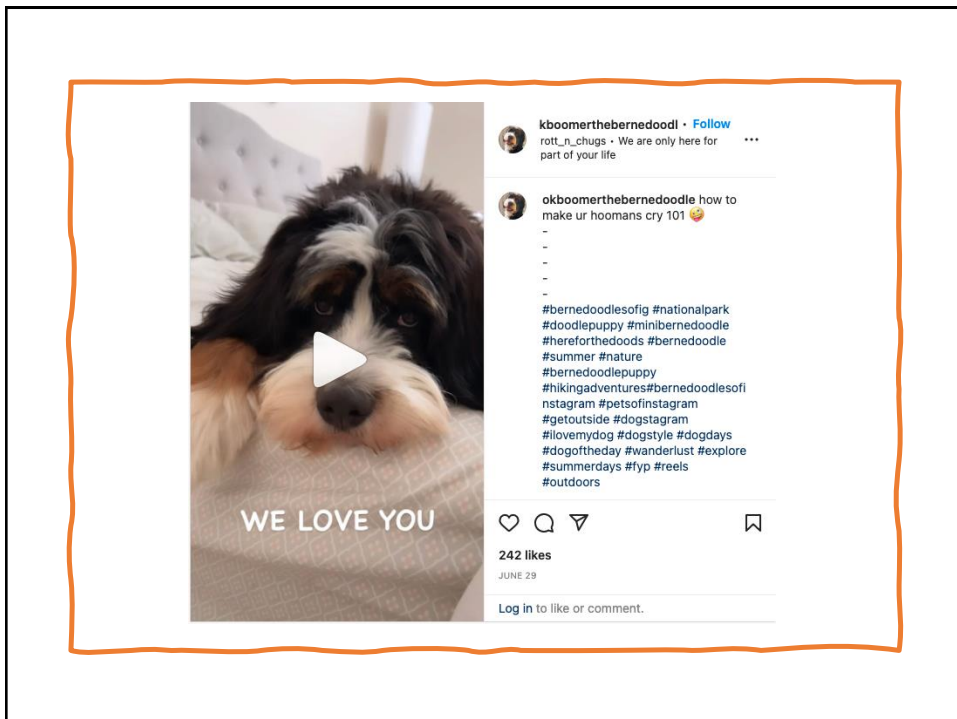 WE LOVE YOU
kboomerthebernedoodl • Follow
rott_n_chugs • We are only here for
part of your life
okboomerthebernedoodle how to
make ur hoomans cry 101 🤪
-
-
-
-
-
#bernedoodlesofig #nationalpark
#doodlepuppy #minibernedoodle
#hereforthedoods #bernedoodle
#summer #nature
#bernedoodlepuppy
#hikingadventures#bernedoodlesofi
nstagram #petsofinstagram
#getoutside #dogstagram
#ilovemydog #dogstyle #dogdays
#dogoftheday #wanderlust #explore
#summerdays #fyp #reels
#outdoors
242 likes
JUNE 29
Log in to like or comment.